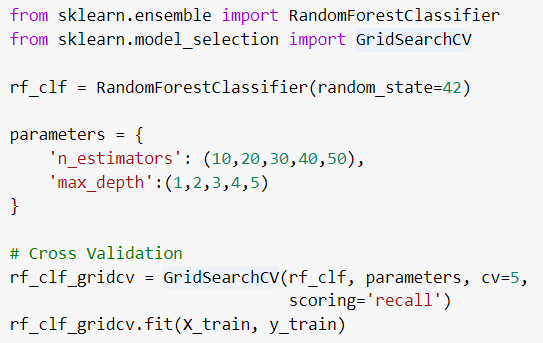 from sklearn.ensemble import RandomForestClassifier
from sklearn.model_selection import GridSearchCV

rf_clf = RandomForestClassifier(random_state=42)

parameters = {
    'n_estimators': (10,20,30,40,50),
    'max_depth':(1,2,3,4,5)
}

# Cross Validation
rf_clf_gridcv = GridSearchCV(rf_clf, parameters, cv=5,
                             scoring='recall')
rf_clf_gridcv.fit(X_train, y_train)